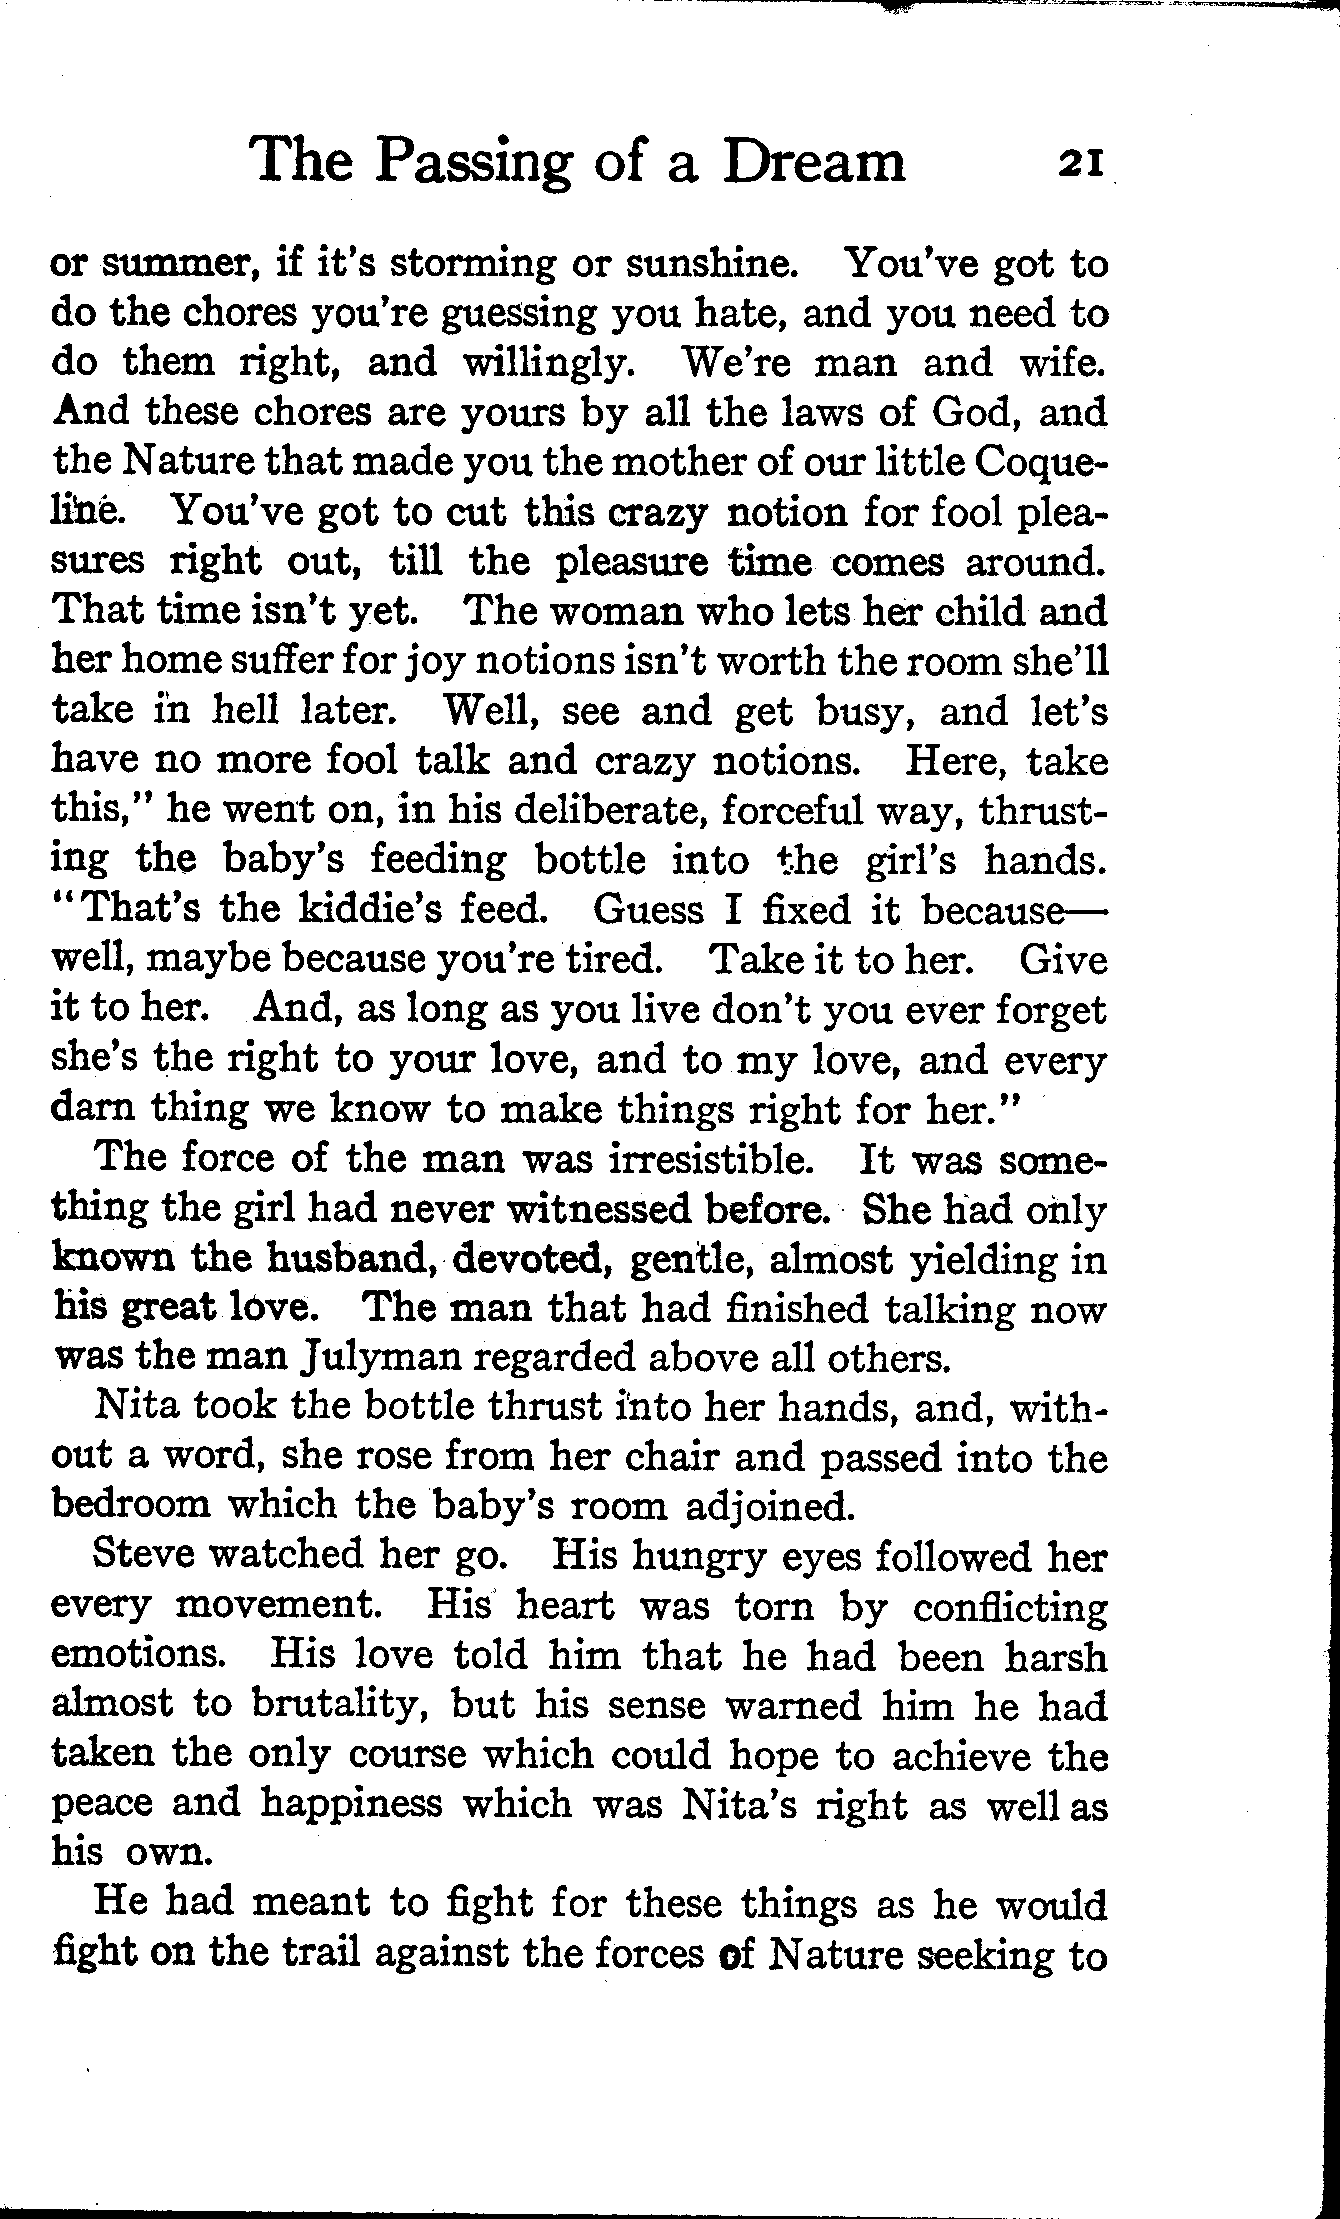 The Passing of a Dream 21
or summer, if it's storming or sunshine. You've got to
do the chores you're guessing you hate, and you need to
do them right, and willingly. We're man and wife.
And these chores are yours by all the laws of God, and
the Nature that made you the mother of our little Coque-
line. You've got to cut this crazy notion for fool plea-
sures right out, till the pleasure time comes around.
That time isn't yet. The woman who lets her child and
her home suffer for joy notions isn't worth the room she'll
take in hell later. Well, see and get busy, and let's
have no more fool talk and crazy notions. Here, take
this," he went on, in his deliberate, forceful way, thrust-
ing the baby's feeding bottle into the girl's hands.
"That's the kiddie's feed. Guess I fixed it because—
well, maybe because you're tired. Take it to her. Give
it to her. And, as long as you live don't you ever forget
she's the right to your love, and to my love, and every
darn thing we know to make things right for her."
The force of the man was irresistible. It was some-
thing the girl had never witnessed before. She had only
known the husband, devoted, gentle, almost yielding in
his great love. The man that had finished talking now
was the man Julyman regarded above all others.
Nita took the bottle thrust into her hands, and, with-
out a word, she rose from her chair and passed into the
bedroom which the baby's room adjoined.
Steve watched her go. His hungry eyes followed her
every movement. His heart was torn by conflicting
emotions. His love told him that he had been harsh
almost to brutality, but his sense warned him he had
taken the only course which could hope to achieve the
peace and happiness which was Nita's right as well as
his own.
He had meant to fight for these things as he would
fight on the trail against the forces of Nature seeking to